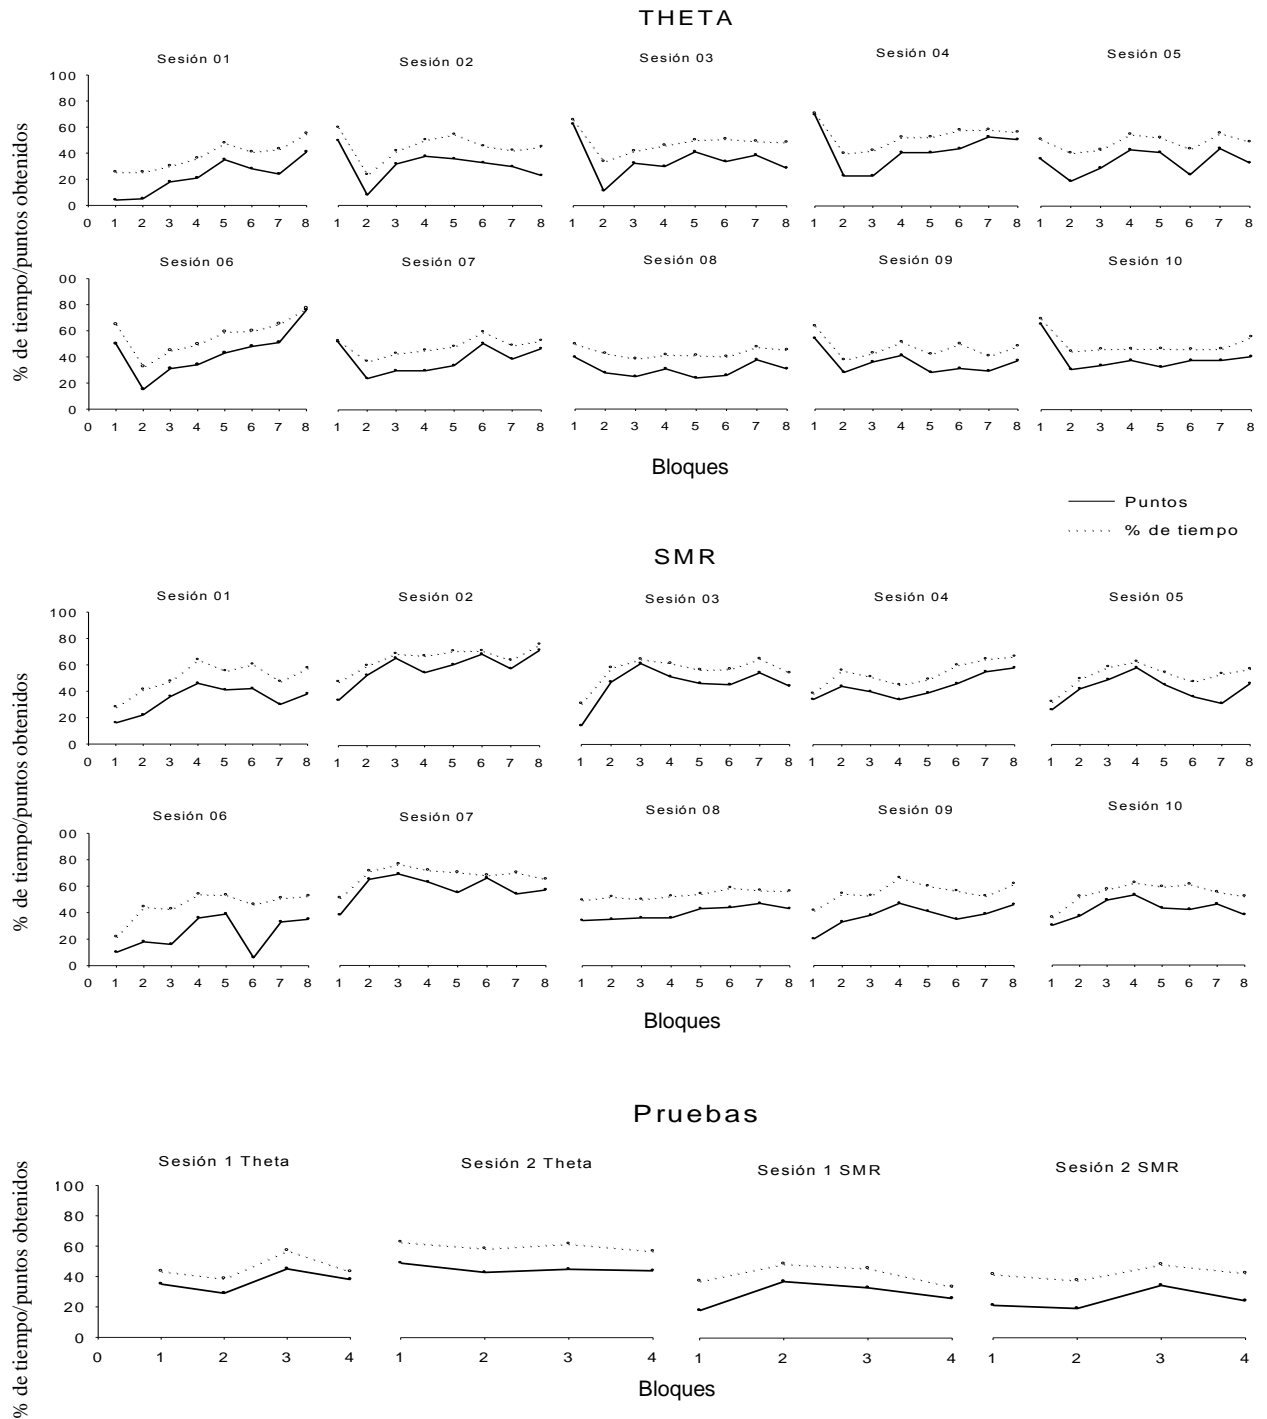 THETA
Sesión 01 Sesión 02 Sesión 03 Sesión 04 Sesión 05
100
80
60
40
20
0
0 1 2 3 4 5 6 7 8 1 2 3 4 5 6 7 8 1 2 3 4 5 6 7 8 1 2 3 4 5 6 7 8 1 2 3 4 5 6 7 8
% de tiempo/puntos obtenidos
Sesión 06 Sesión 07 Sesión 08 Sesión 09 Sesión 10
00
80
60
40
20
0
0 1 2 3 4 5 6 7 8 1 2 3 4 5 6 7 8 1 2 3 4 5 6 7 8 1 2 3 4 5 6 7 8 1 2 3 4 5 6 7 8
Bloques
Puntos
% de tiempo
SMR
Sesión 01 Sesión 02 Sesión 03 Sesión 04 Sesión 05
100
80
60
40
20
0
0 1 2 3 4 5 6 7 8 1 2 3 4 5 6 7 8 1 2 3 4 5 6 7 8 1 2 3 4 5 6 7 8 1 2 3 4 5 6 7 8
% de tiempo/puntos obtenidos
Sesión 06 Sesión 07 Sesión 08 Sesión 09 Sesión 10
00
80
60
40
20
0
0 1 2 3 4 5 6 7 8 1 2 3 4 5 6 7 8 1 2 3 4 5 6 7 8 1 2 3 4 5 6 7 8 1 2 3 4 5 6 7 8
Bloques
Pruebas
Sesión 1 Theta Sesión 2 Theta Sesión 1 SMR Sesión 2 SMR
100
80
60
40
20
0
0 1 2 3 4 1 2 3 4 1 2 3 4 1 2 3 4
% de tiempo/puntos obtenidos
Bloques